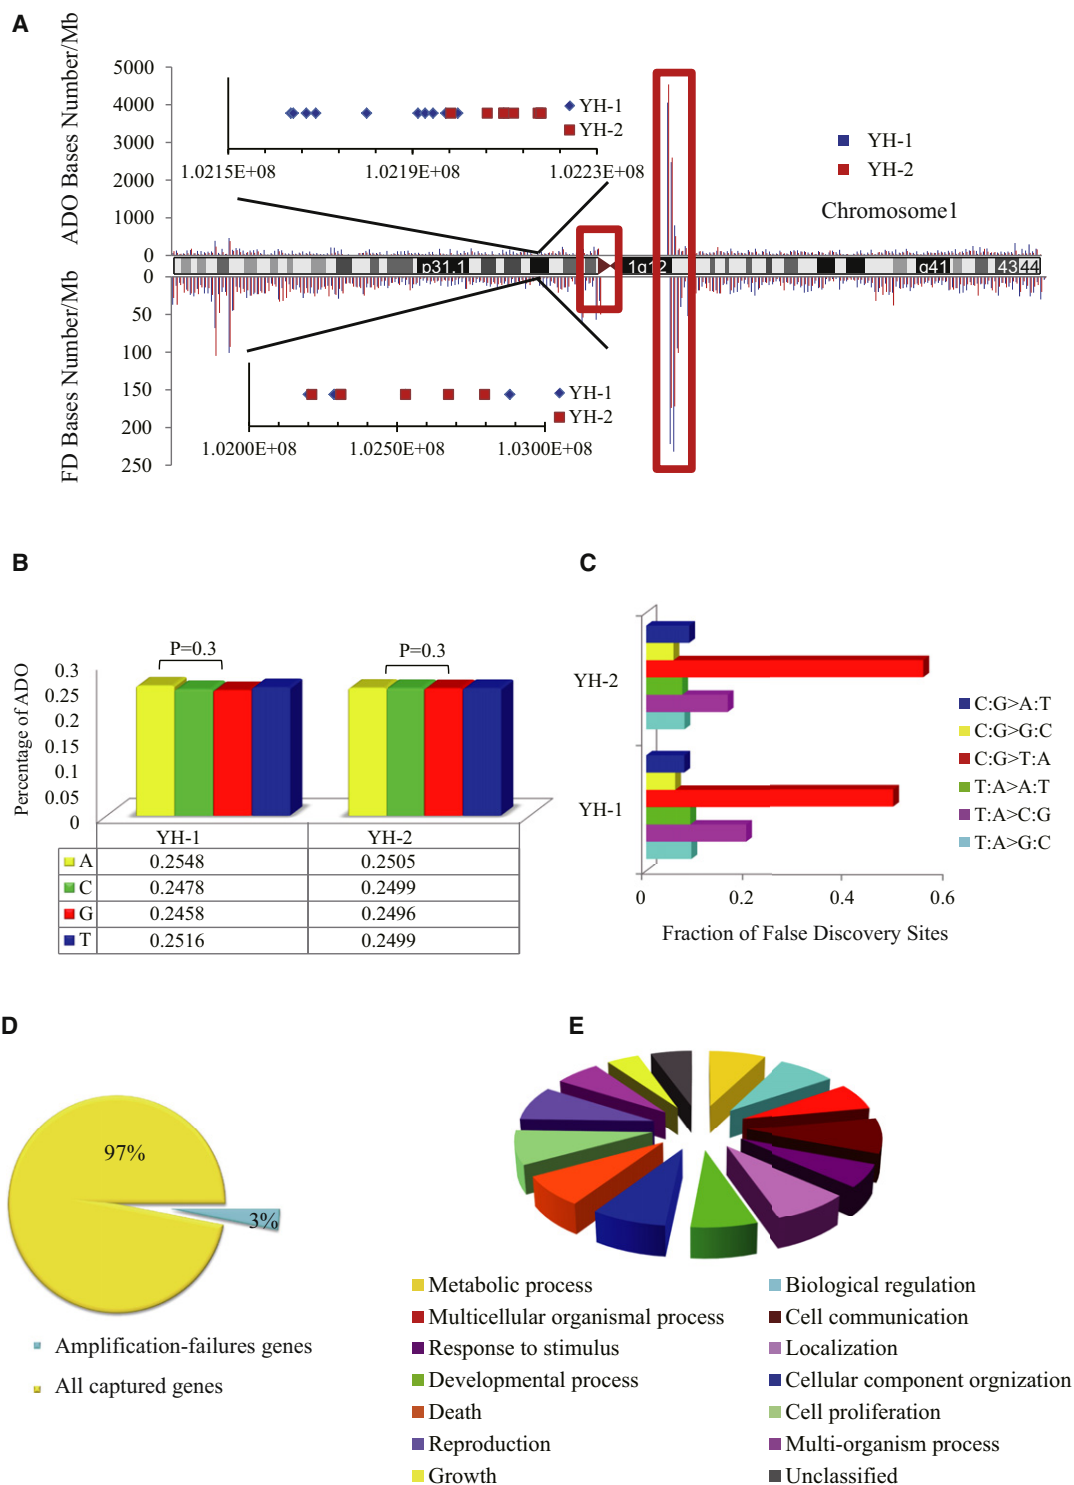 A
ADO Bases Number/Mb
5000
4000
3000
2000
1000
0
YH-1
YH-2
1.0215E+08
1.0219E+08
1.0223E+08
YH-1
YH-2
Chromosome1
p31.1
1q12
q41
43
44
FD Bases Number/Mb
0
50
100
150
200
250
YH-1
YH-2
1.0200E+08
1.0250E+08
1.0300E+08
B
Percentage of ADO
0.3
0.25
0.2
0.15
0.1
0.05
0
P=0.3
P=0.3
YH-1
YH-2
A
0.2548
0.2505
C
0.2478
0.2499
G
0.2458
0.2496
T
0.2516
0.2499
C
YH-2
YH-1
0
0.2
0.4
0.6
Fraction of False Discovery Sites
C:G>A:T
C:G>G:C
C:G>T:A
T:A>A:T
T:A>C:G
T:A>G:C
D
97%
3%
Amplification-failures genes
All captured genes
E
Metabolic process
Biological regulation
Multicellular organismal process
Cell communication
Response to stimulus
Localization
Developmental process
Cellular component orgnization
Death
Cell proliferation
Reproduction
Multi-organism process
Growth
Unclassified